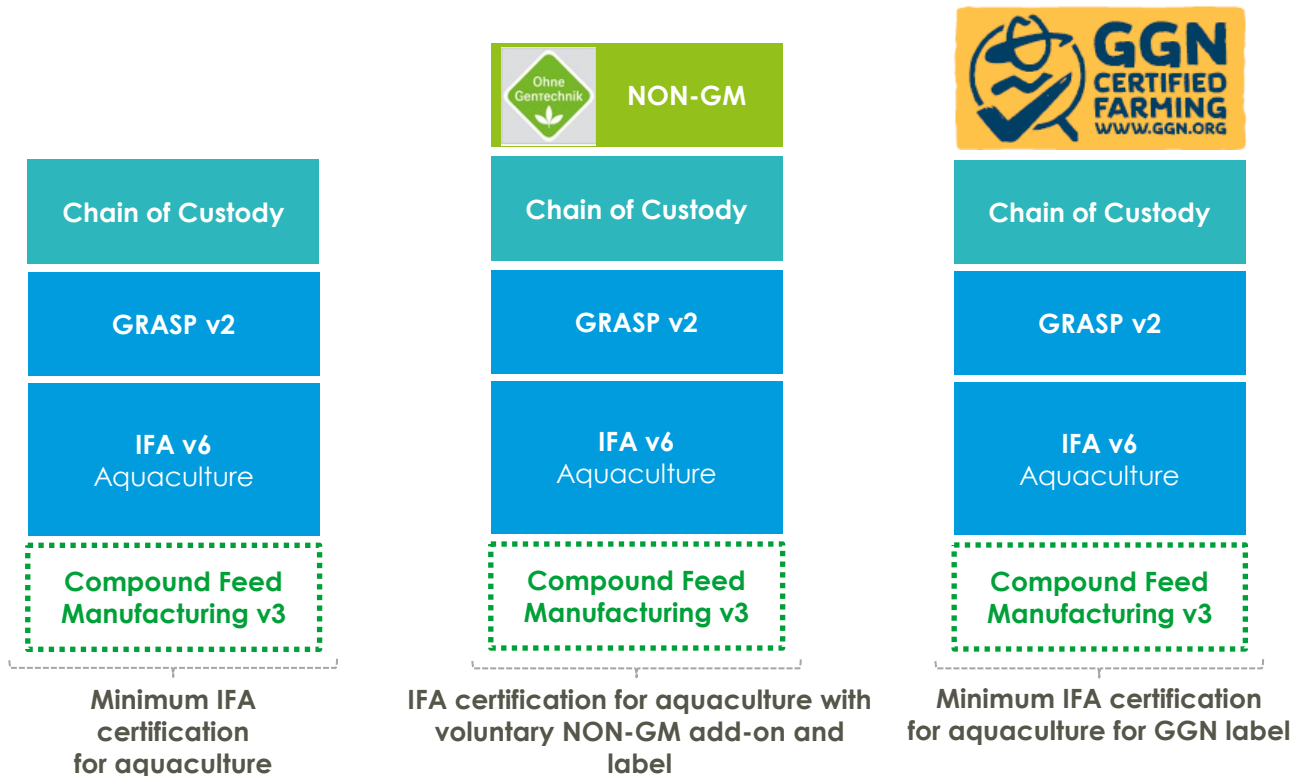 Chain of Custody
GRASP v2
IFA v6
Aquaculture
Compound Feed
Manufacturing v3
Minimum IFA
certification
for aquaculture
Ohne
Gentechnik
NON-GM
Chain of Custody
GRASP v2
IFA v6
Aquaculture
Compound Feed
Manufacturing v3
IFA certification for aquaculture with
voluntary NON-GM add-on and
label
GGN
CERTIFIED
FARMING
WWW.GGN.ORG
Chain of Custody
GRASP v2
IFA v6
Aquaculture
Compound Feed
Manufacturing v3
Minimum IFA certification
for aquaculture for GGN label